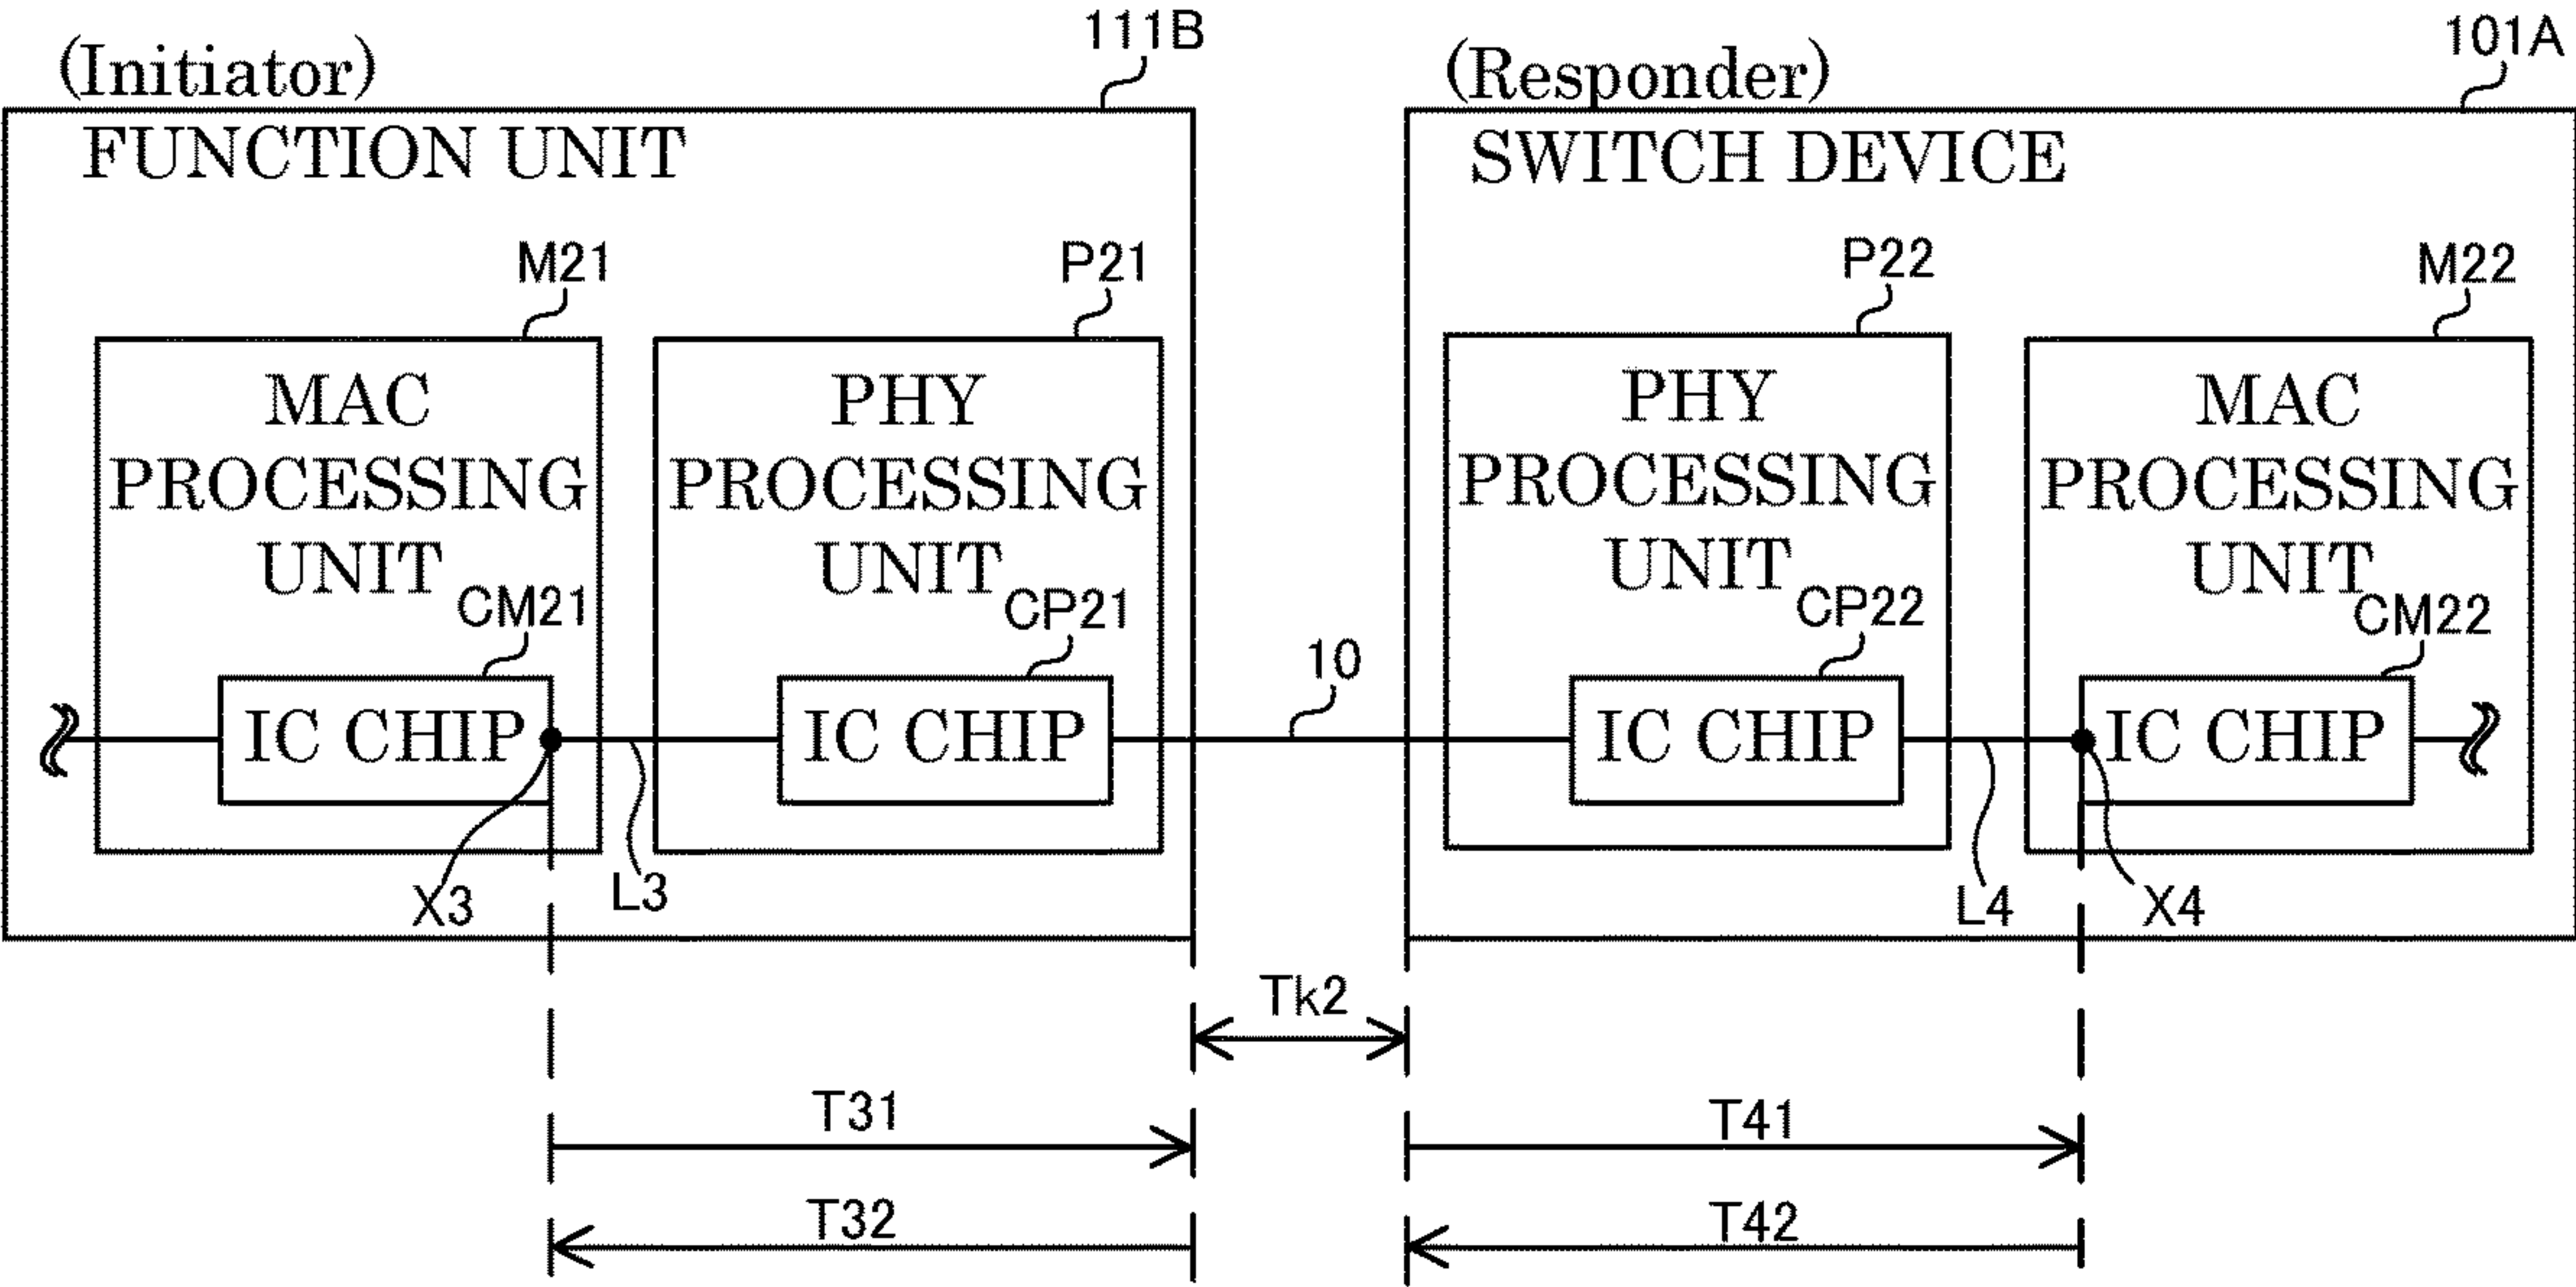 111B
101A
(Initiator)
(Responder)
FUNCTION UNIT
SWITCH DEVICE
M21
P21
P22
M22
MAC
PROCESSING
UNIT
PHY
PROCESSING
UNIT
PHY
PROCESSING
UNIT
MAC
PROCESSING
UNIT
CM21
CP21
CP22
CM22
10
IC CHIP
IC CHIP
IC CHIP
IC CHIP
X3
L3
L4
X4
Tk2
T31
T41
T32
T42